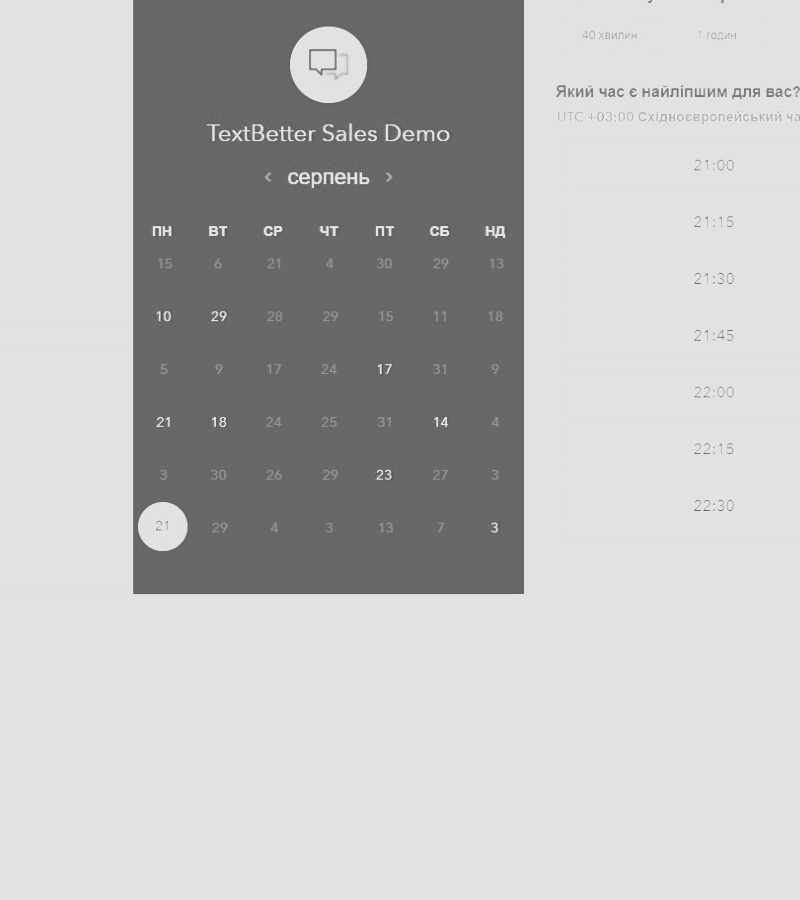 40 хвилин 1 годин
TextBetter Sales Demo
серпень
ПН ВТ СР ЧТ ПТ СБ НД
15 6 21 4 30 29 13
10 29 28 29 15 11 18
5 9 17 24 17 31 9
21 18 24 25 31 14 4
3 30 26 29 23 27 3
21 29 4 3 13 7 3
Який час є найліпшим для вас?
UTC +03:00 Східноєвропейський ча
21:00
21:15
21:30
21:45
22:00
22:15
22:30